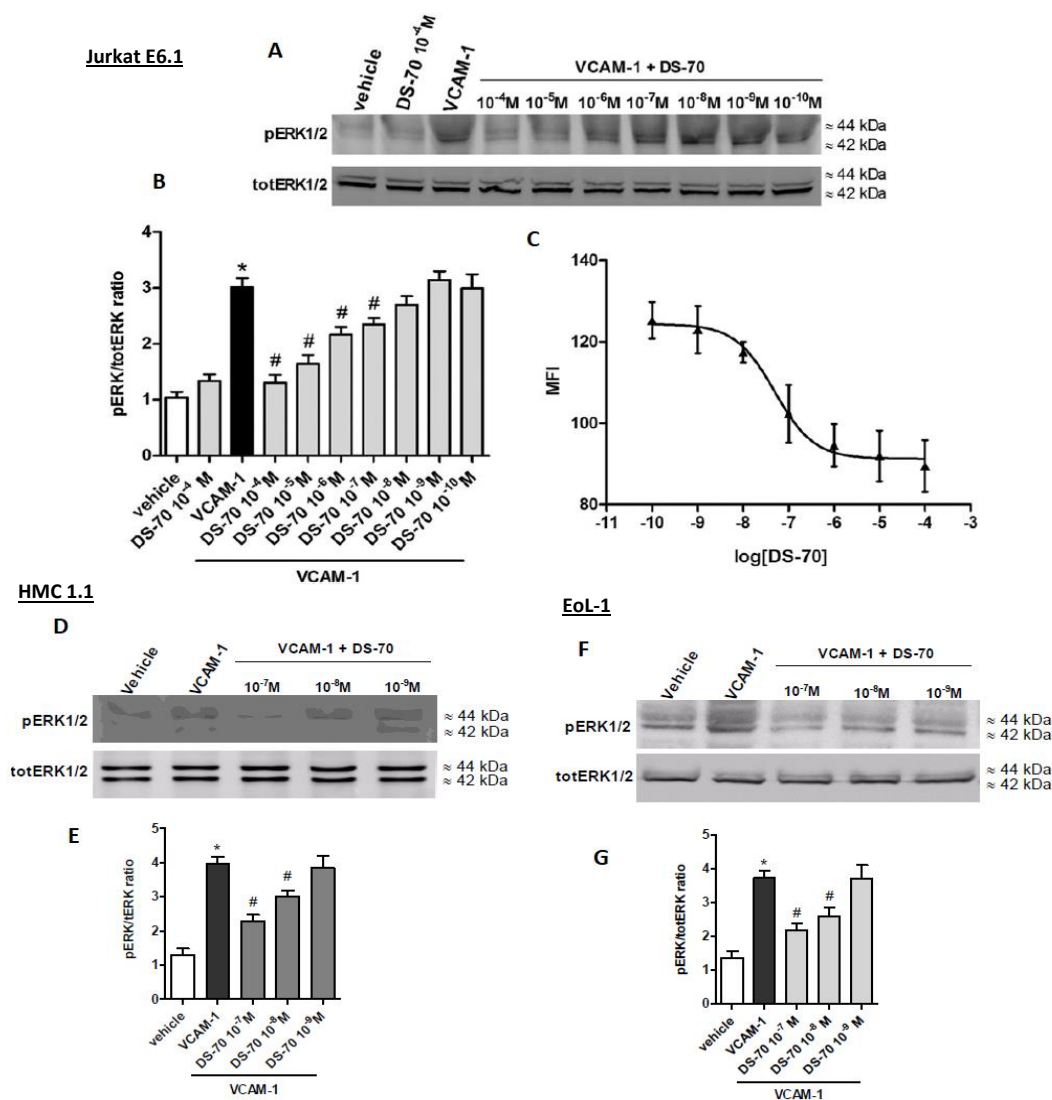 Jurkat E6.1
A
vehicle
DS-70 10⁻⁴M
VCAM-1
VCAM-1 + DS-70
10⁻⁴M 10⁻⁵M 10⁻⁶M 10⁻⁷M 10⁻⁸M 10⁻⁹M 10⁻¹⁰M
pERK1/2
≈ 44 kDa
≈ 42 kDa
totERK1/2
≈ 44 kDa
≈ 42 kDa
B
pERK/totERK ratio
4
3
2
1
0
*
#
#
#
#
vehicle
DS-70 10⁻⁴ M
VCAM-1
DS-70 10⁻⁴ M
DS-70 10⁻⁵ M
DS-70 10⁻⁶ M
DS-70 10⁻⁷ M
DS-70 10⁻⁸ M
DS-70 10⁻⁹ M
DS-70 10⁻¹⁰ M
VCAM-1
C
MFI
140
120
100
80
-11 -10 -9 -8 -7 -6 -5 -4 -3
log[DS-70]
HMC 1.1
D
Vehicle
VCAM-1
VCAM-1 + DS-70
10⁻⁷M 10⁻⁸M 10⁻⁹M
pERK1/2
≈ 44 kDa
≈ 42 kDa
totERK1/2
≈ 44 kDa
≈ 42 kDa
E
pERK/tERK ratio
5
4
3
2
1
0
*
#
#
vehicle
VCAM-1
DS-70 10⁻⁷ M
DS-70 10⁻⁸ M
DS-70 10⁻⁹ M
VCAM-1
EoL-1
F
Vehicle
VCAM-1
VCAM-1 + DS-70
10⁻⁷M 10⁻⁸M 10⁻⁹M
pERK1/2
≈ 44 kDa
≈ 42 kDa
totERK1/2
≈ 44 kDa
≈ 42 kDa
G
pERK/totERK ratio
5
4
3
2
1
0
*
#
#
vehicle
VCAM-1
DS-70 10⁻⁷ M
DS-70 10⁻⁸ M
DS-70 10⁻⁹ M
VCAM-1